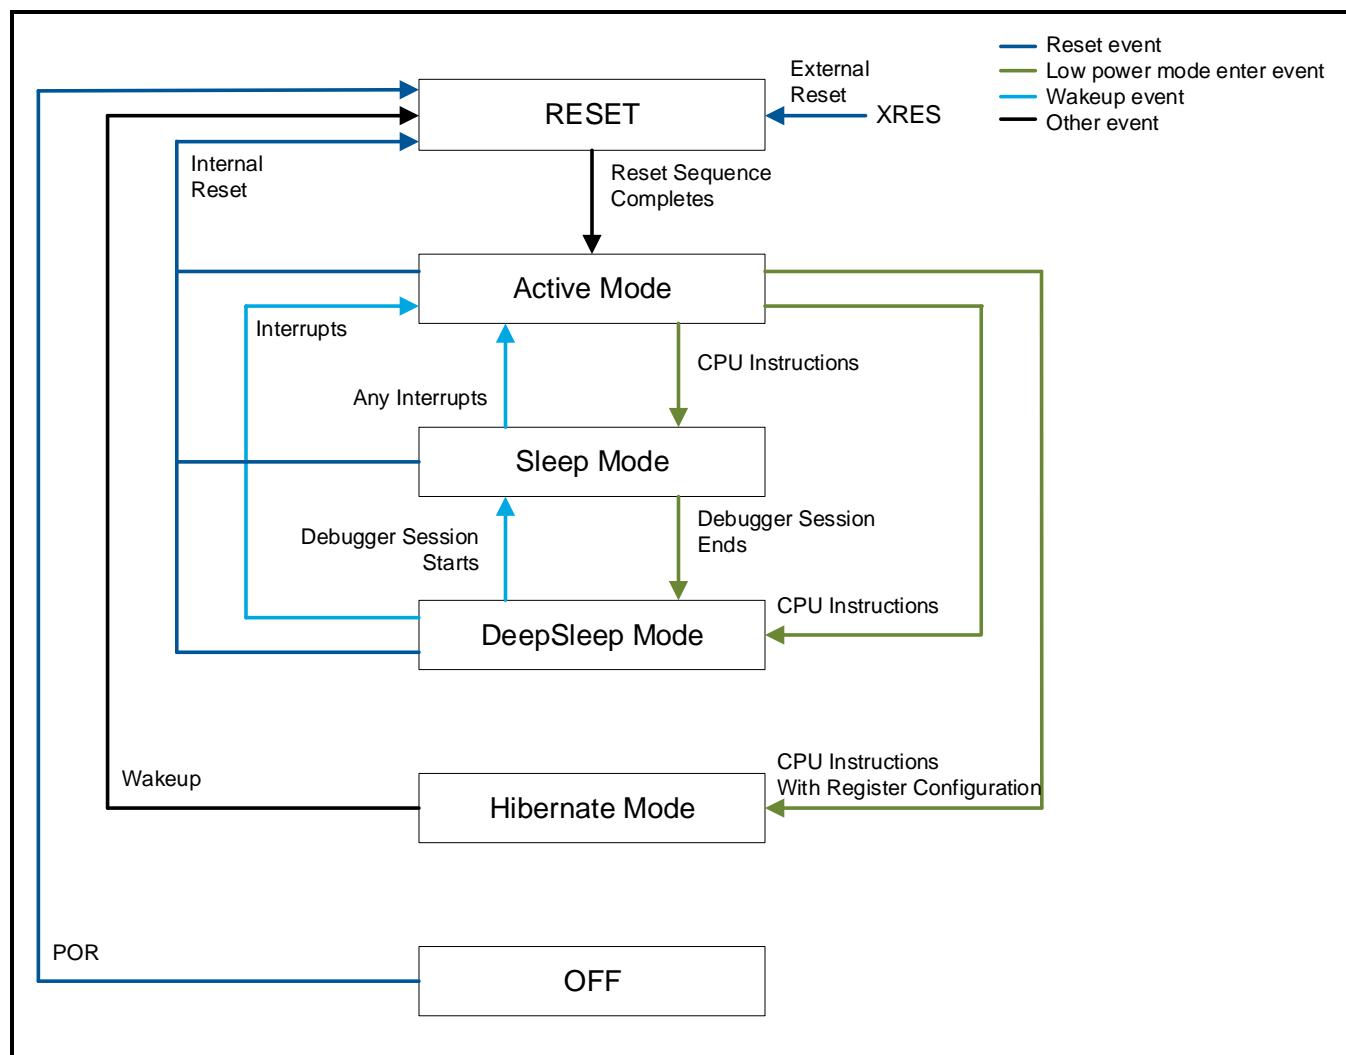 Reset event
Low power mode enter event
Wakeup event
Other event
External
Reset
XRES
RESET
Internal
Reset
Reset Sequence
Completes
Active Mode
Interrupts
CPU Instructions
Any Interrupts
Sleep Mode
Debugger Session
Starts
Debugger Session
Ends
CPU Instructions
DeepSleep Mode
Wakeup
CPU Instructions
With Register Configuration
Hibernate Mode
POR
OFF